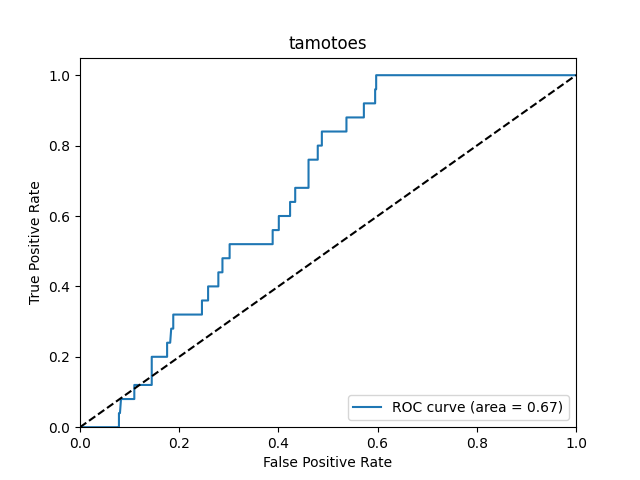 tamotoes
1.0
0.8
0.6
0.4
0.2
0.0
True Positive Rate
ROC curve (area = 0.67)
0.0 0.2 0.4 0.6 0.8 1.0
False Positive Rate